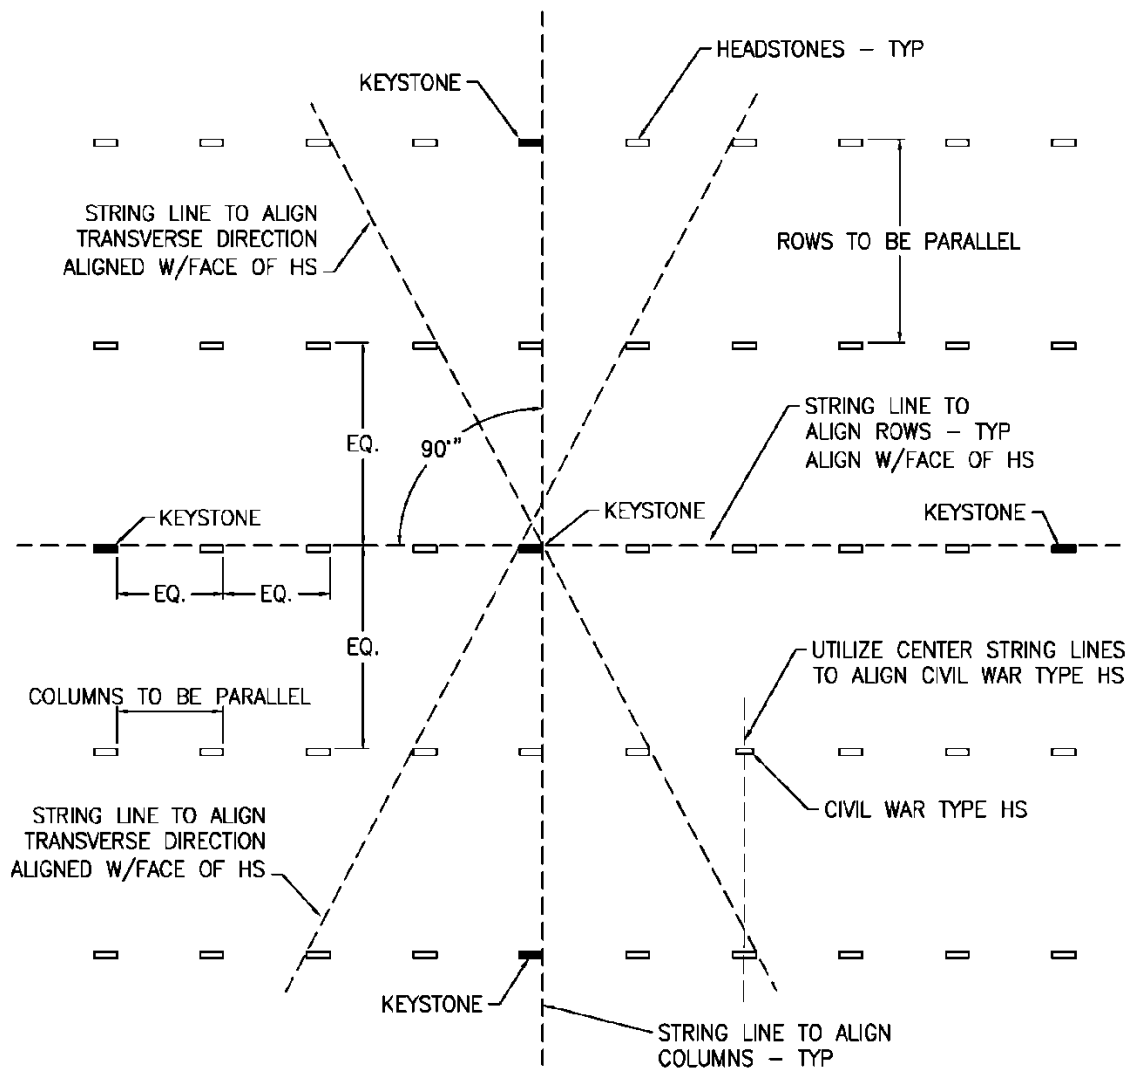 HEADSTONES – TYP
KEYSTONE
STRING LINE TO ALIGN
TRANSVERSE DIRECTION
ALIGNED W/FACE OF HS
ROWS TO BE PARALLEL
STRING LINE TO
ALIGN ROWS – TYP
ALIGN W/FACE OF HS
EQ.
90°"
KEYSTONE
KEYSTONE
KEYSTONE
EQ.
EQ.
EQ.
UTILIZE CENTER STRING LINES
TO ALIGN CIVIL WAR TYPE HS
COLUMNS TO BE PARALLEL
CIVIL WAR TYPE HS
STRING LINE TO ALIGN
TRANSVERSE DIRECTION
ALIGNED W/FACE OF HS
KEYSTONE
STRING LINE TO ALIGN
COLUMNS – TYP